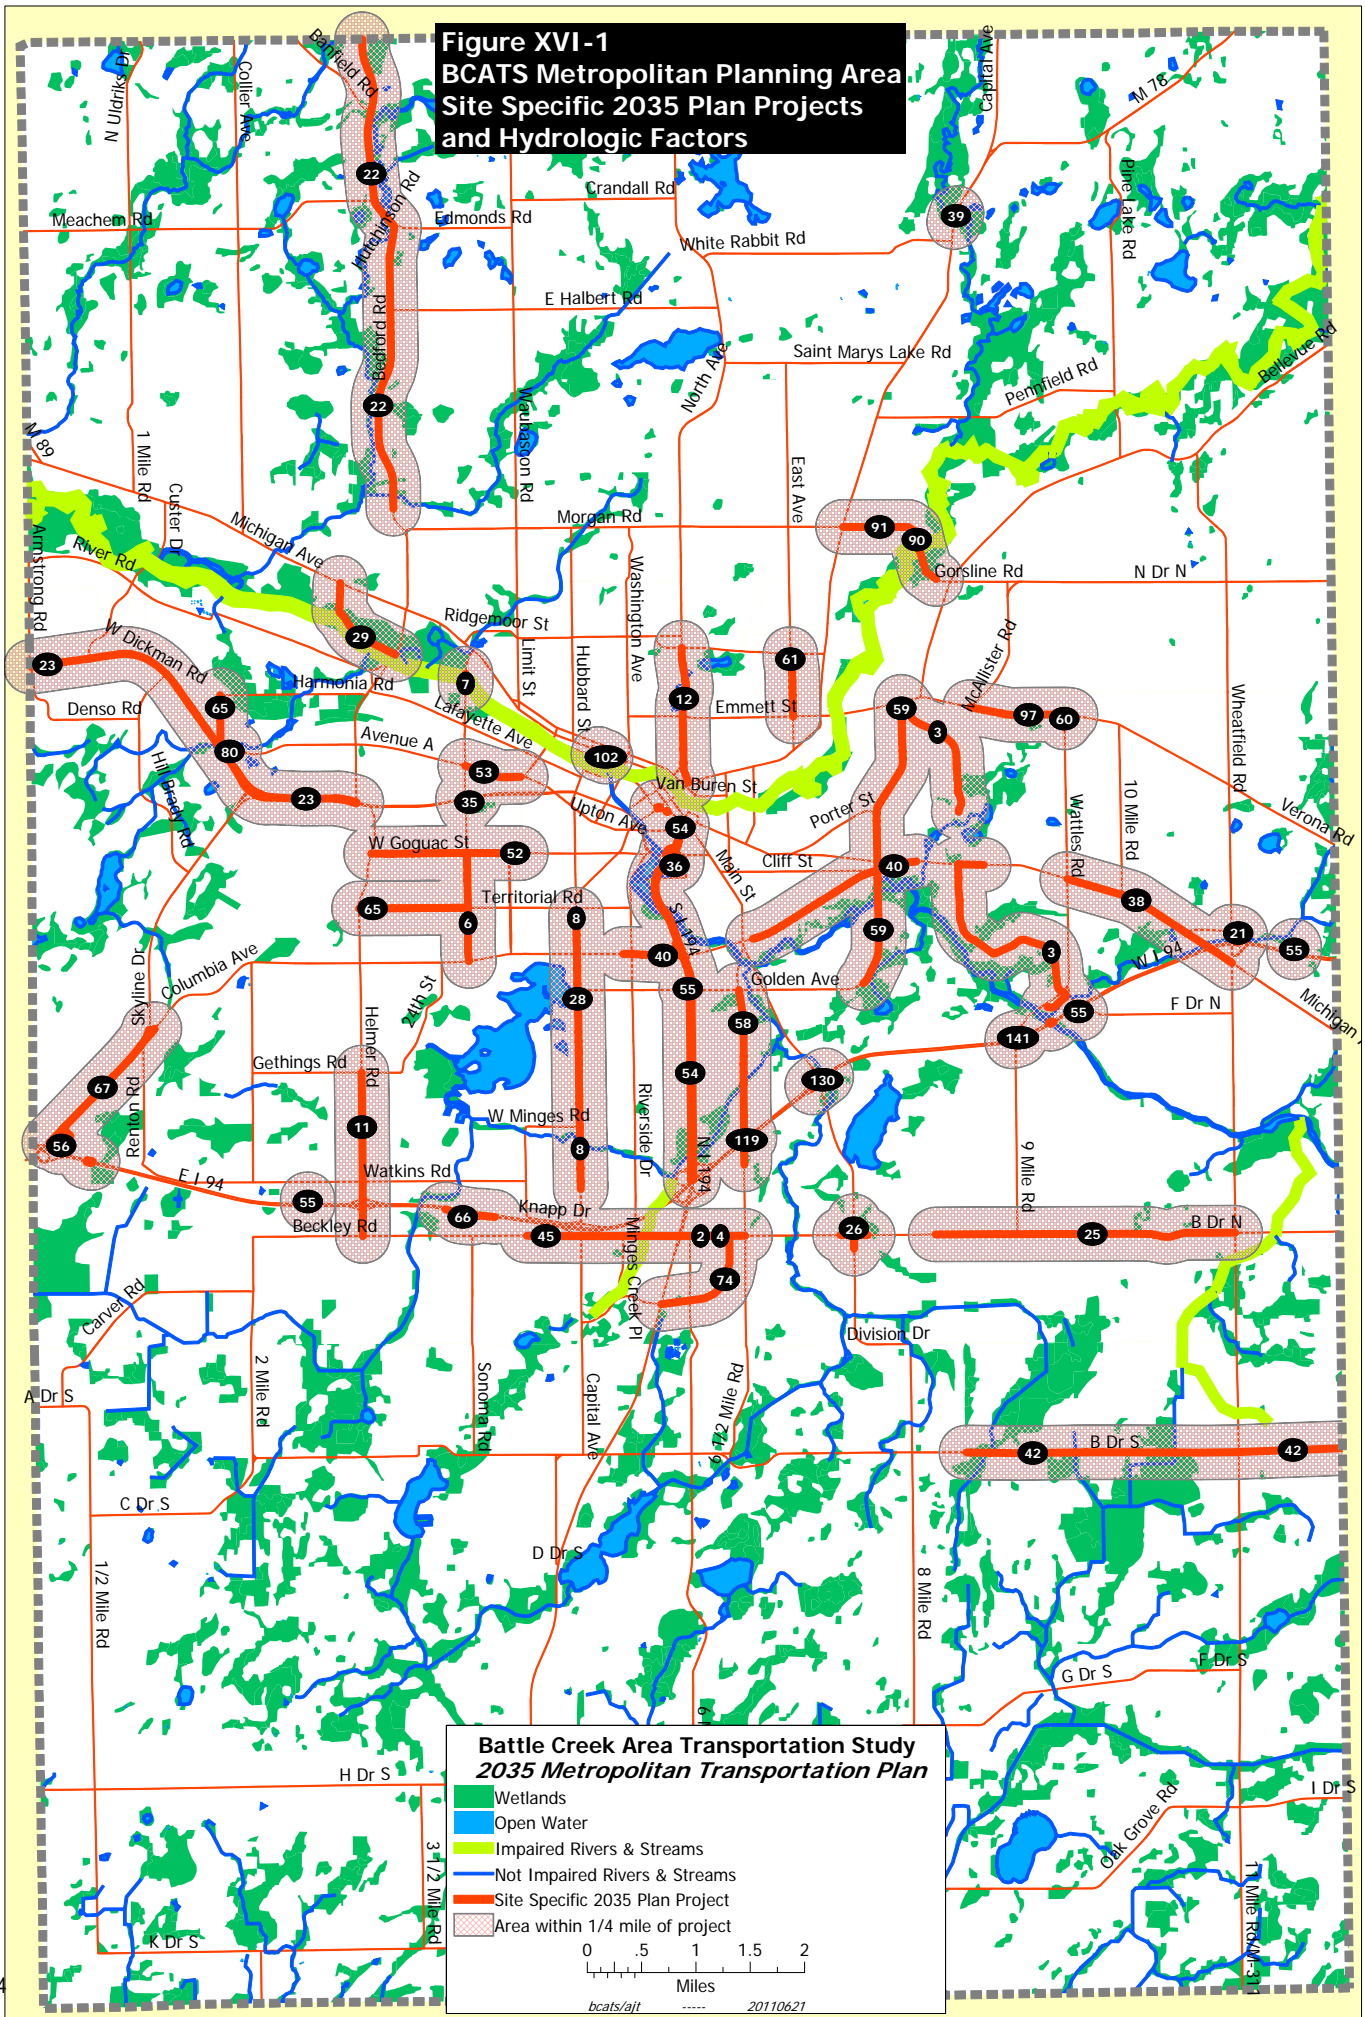 Figure XVI-1
BCATS Metropolitan Planning Area
Site Specific 2035 Plan Projects
and Hydrologic Factors
N Uldriks Dr
Collier Ave
Banfield Rd
Capital Ave
M 78
22
Hutchinson Rd
Crandall Rd
Pine Lake Rd
Meachem Rd
Edmonds Rd
39
White Rabbit Rd
E Halbert Rd
Bedford Rd
Saint Marys Lake Rd
North Ave
Bellevue Rd
Pennfield Rd
22
Waubascon Rd
M 89
1 Mile Rd
Custer Dr
East Ave
Michigan Ave
Morgan Rd
91
90
Armstrong Rd
River Rd
Washington Ave
Gorsline Rd
N Dr N
Ridgemoor St
29
W Dickman Rd
Limit St
Hubbard St
McAllister Rd
23
61
Harmonia Rd
7
12
65
Denso Rd
Lafayette Ave
Emmett St
59
97
60
Wheatfield Rd
3
80
Avenue A
102
Hill Brady Rd
53
Van Buren St
23
35
Upton Ave
Porter St
Wattles Rd
10 Mile Rd
Verona Rd
54
W Goguac St
52
36
Main St
Cliff St
40
Territorial Rd
38
65
6
8
S I 194
59
21
55
Skyline Dr
Columbia Ave
40
3
W I 94
24th St
Golden Ave
28
55
Michigan
F Dr N
55
Helmer Rd
58
141
Gethings Rd
67
Renton Rd
54
130
Riverside Dr
W Minges Rd
11
119
56
8
9 Mile Rd
E I 94
Watkins Rd
N I 194
55
66
Knapp Dr
Beckley Rd
45
2
4
26
25
B Dr N
Minges Creek Pl
74
Carver Rd
Division Dr
2 Mile Rd
Sonoma Rd
Capital Ave
6 1/2 Mile Rd
A Dr S
42
B Dr S
42
C Dr S
D Dr S
1/2 Mile Rd
8 Mile Rd
F Dr S
G Dr S
6
Battle Creek Area Transportation Study
2035 Metropolitan Transportation Plan
H Dr S
I Dr S
Wetlands
Open Water
Impaired Rivers & Streams
Not Impaired Rivers & Streams
Site Specific 2035 Plan Project
Area within 1/4 mile of project
Oak Grove Rd
3 1/2 Mile Rd
11 Mile Rd/M-311
K Dr S
0 .5 1 1.5 2
Miles
4
bcats/ajt ----- 20110621